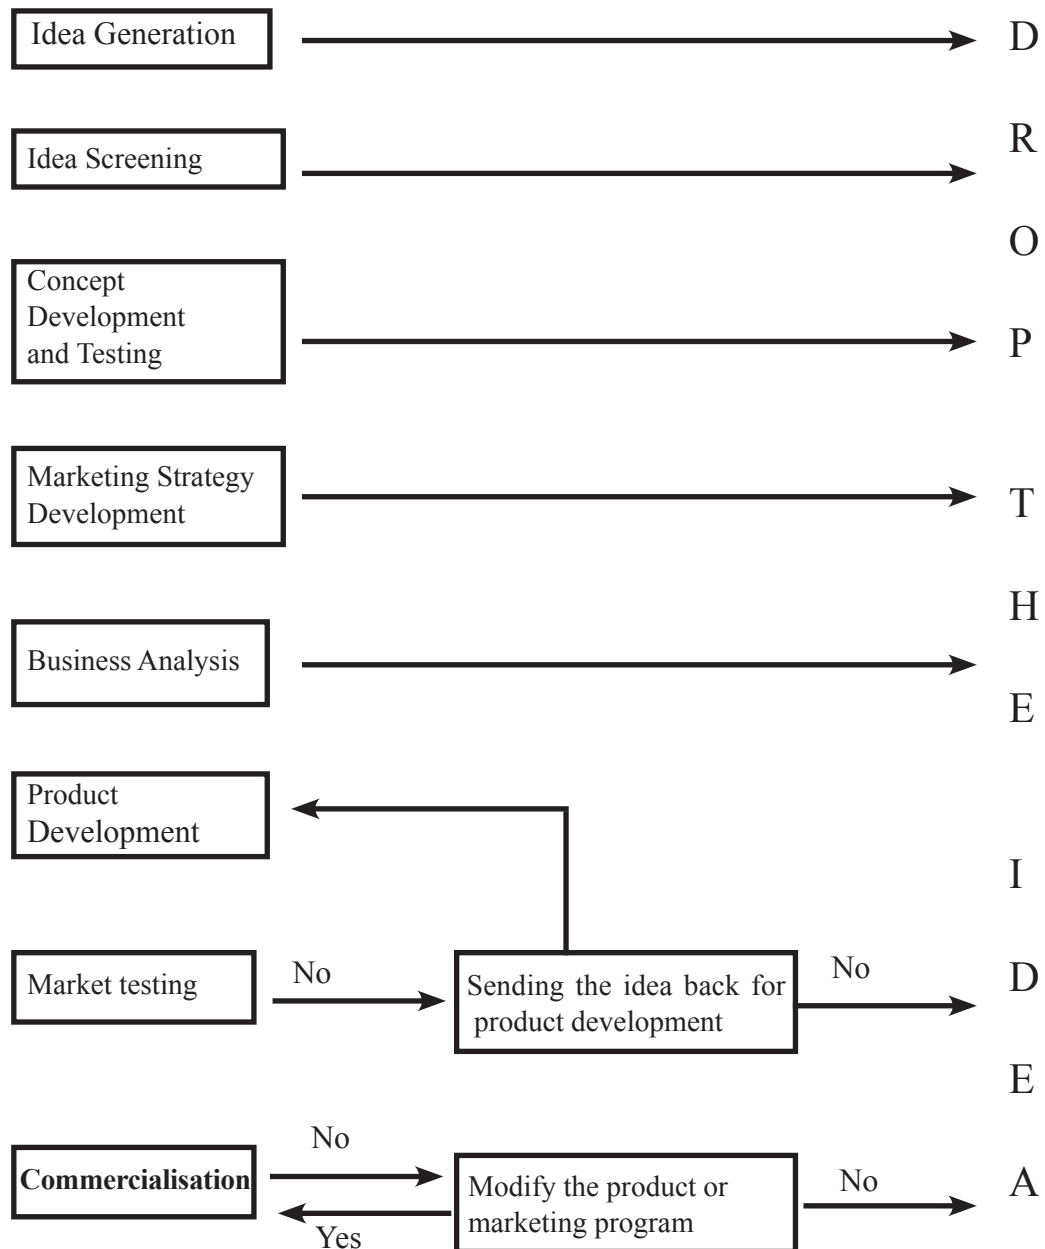 Idea Generation
D
R
Idea Screening
O
Concept
Development
and Testing
P
Marketing Strategy
Development
T
H
Business Analysis
E
Product
Development
I
Market testing
No
Sending the idea back for
product development
No
D
E
Commercialisation
No
Yes
Modify the product or
marketing program
No
A